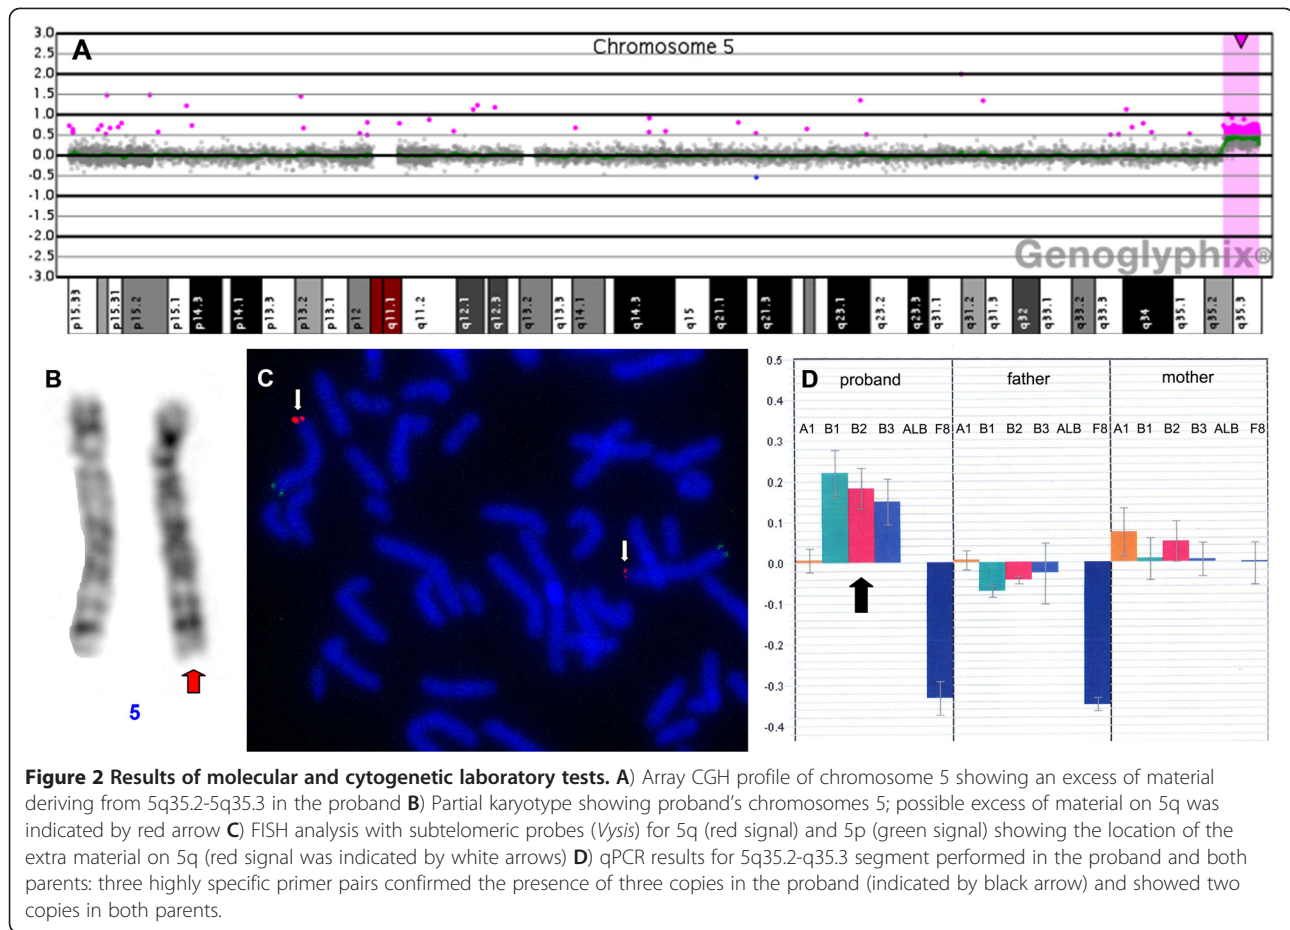 A
Chromosome 5
3.0
2.5
2.0
1.5
1.0
0.5
0.0
-0.5
-1.0
-1.5
-2.0
-2.5
-3.0
Genoglyphix®
p15.33 p15.31 p15.2 p15.1 p14.3 p14.1 p13.3 p13.2 p13.1 p12 q11.1 q11.2 q12.1 q12.3 q13.2 q13.3 q14.1 q14.3 q15 q21.1 q21.3 q23.1 q23.2 q23.3 q31.1 q31.2 q31.3 q32 q33.1 q33.2 q33.3 q34 q35.1 q35.2 q35.3
B
5
C
D
proband father mother
A1 B1 B2 B3 ALB F8 A1 B1 B2 B3 ALB F8 A1 B1 B2 B3 ALB F8
0.5
0.4
0.3
0.2
0.1
0.0
-0.1
-0.2
-0.3
-0.4
Figure 2 Results of molecular and cytogenetic laboratory tests. A) Array CGH profile of chromosome 5 showing an excess of material
deriving from 5q35.2-5q35.3 in the proband B) Partial karyotype showing proband's chromosomes 5; possible excess of material on 5q was
indicated by red arrow C) FISH analysis with subtelomeric probes (Vysis) for 5q (red signal) and 5p (green signal) showing the location of the
extra material on 5q (red signal was indicated by white arrows) D) qPCR results for 5q35.2-q35.3 segment performed in the proband and both
parents: three highly specific primer pairs confirmed the presence of three copies in the proband (indicated by black arrow) and showed two
copies in both parents.